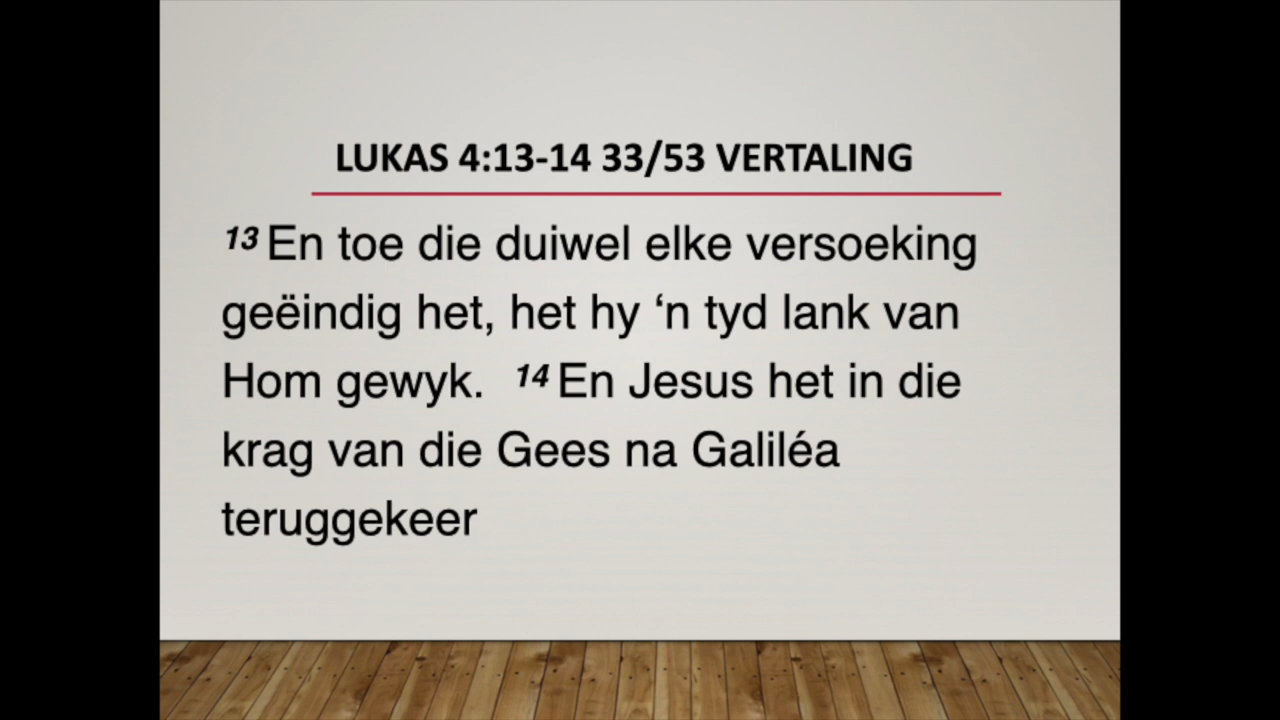 LUKAS 4:13-14 33/53 VERTALING
13 En toe die duiwel elke versoeking
geëindig het, het hy ‘n tyd lank van
Hom gewyk. 14 En Jesus het in die
krag van die Gees na Galiléa
teruggekeer